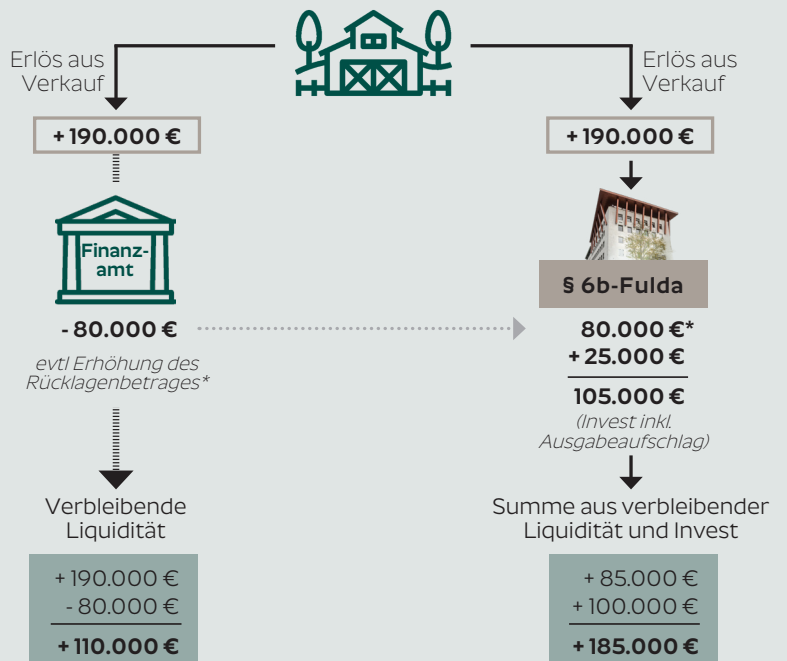 Erlös aus
Verkauf
+ 190.000 €
Finanz-
amt
- 80.000 €
evtl Erhöhung des
Rücklagenbetrages*
Verbleibende
Liquidität
+ 190.000 €
- 80.000 €
+ 110.000 €
Erlös aus
Verkauf
+ 190.000 €
§ 6b-Fulda
80.000 €*
+ 25.000 €
105.000 €
(Invest inkl.
Ausgabeaufschlag)
Summe aus verbleibender
Liquidität und Invest
+ 85.000 €
+ 100.000 €
+ 185.000 €